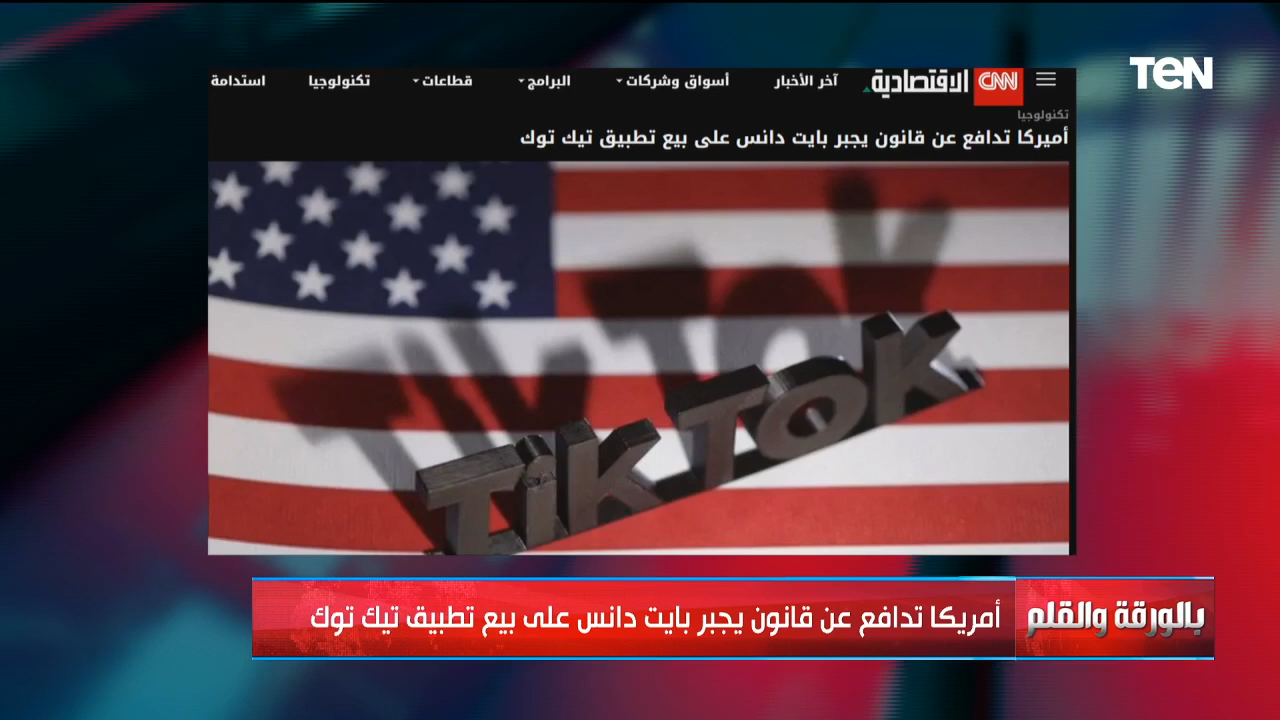 TEN
CNN الاقتصادية
آخر الأخبار أسواق وشركات البرامج قطاعات تكنولوجيا استدامة
تكنولوجيا
أميركا تدافع عن قانون يجبر بايت دانس على بيع تطبيق تيك توك
TiK TOK
بالورقة والقلم
أمريكا تدافع عن قانون يجبر بايت دانس على بيع تطبيق تيك توك